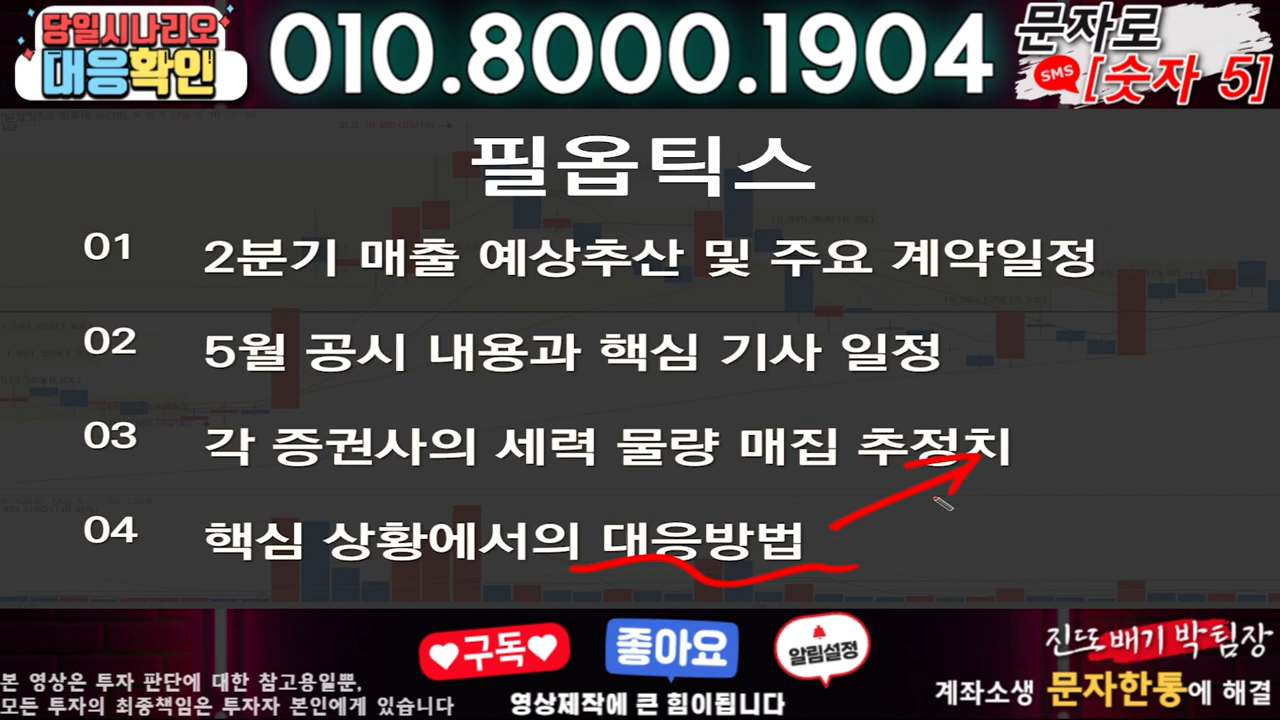 당일시나리오
대응확인
010.8000.1904
문자로
SMS
[숫자 5]
필옵틱스
01 2분기 매출 예상추산 및 주요 계약일정
02 5월 공시 내용과 핵심 기사 일정
03 각 증권사의 세력 물량 매집 추정치
04 핵심 상황에서의 대응방법
구독
좋아요
알림설정
영상제작에 큰 힘이됩니다
본 영상은 투자 판단에 대한 참고용일뿐,
모든 투자의 최종책임은 투자자 본인에게 있습니다
진또배기 박팀장
계좌소생 문자한통에 해결